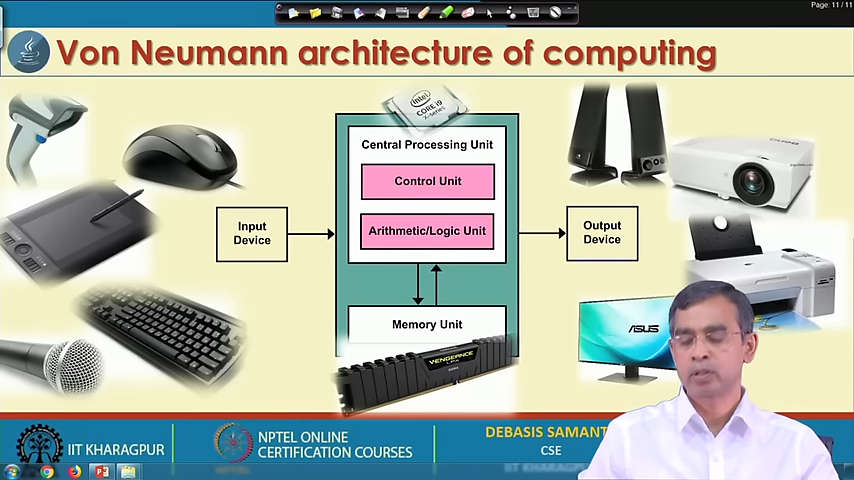 Page: 11 / 11
Von Neumann architecture of computing
intel
CORE i9
X-series
Central Processing Unit
Control Unit
Arithmetic/Logic Unit
Input
Device
Output
Device
Memory Unit
VENGEANCE
ASUS
IIT KHARAGPUR
NPTEL ONLINE
CERTIFICATION COURSES
DEBASIS SAMANT
CSE